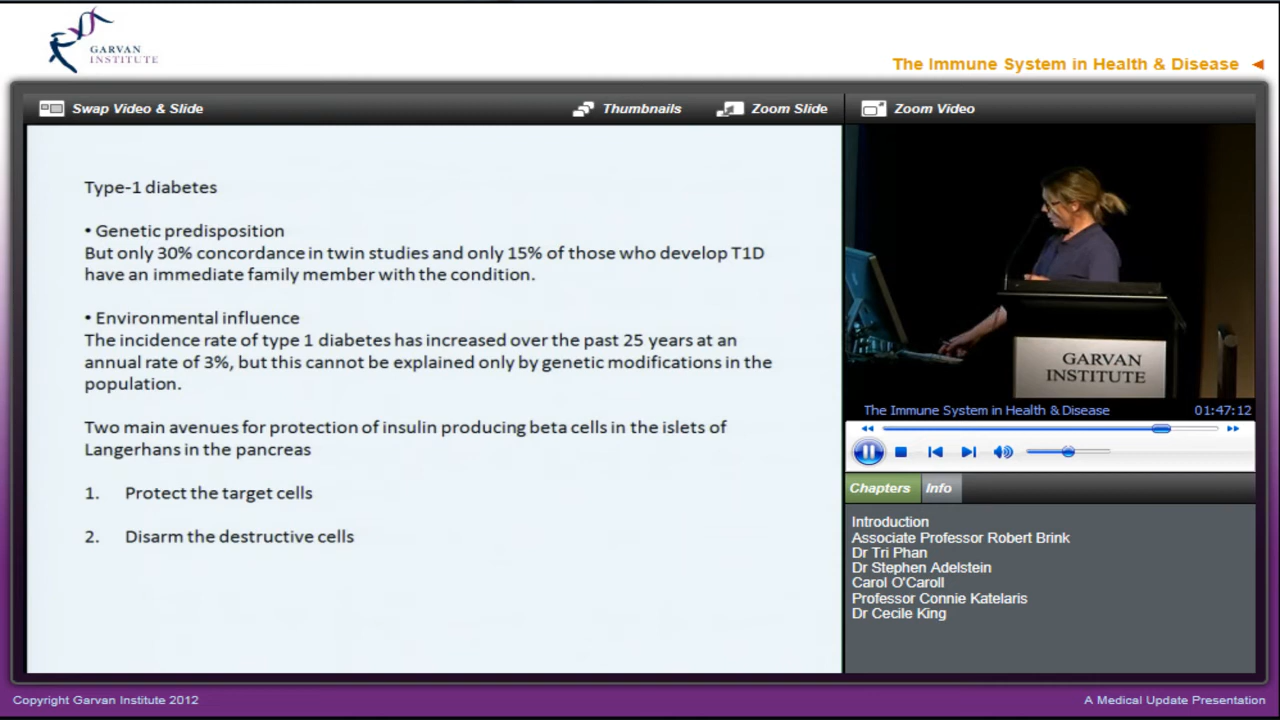 GARVAN
INSTITUTE
The Immune System in Health & Disease
Swap Video & Slide
Thumbnails
Zoom Slide
Zoom Video
Type-1 diabetes
• Genetic predisposition
But only 30% concordance in twin studies and only 15% of those who develop T1D
have an immediate family member with the condition.
• Environmental influence
The incidence rate of type 1 diabetes has increased over the past 25 years at an
annual rate of 3%, but this cannot be explained only by genetic modifications in the
population.
Two main avenues for protection of insulin producing beta cells in the islets of
Langerhans in the pancreas
1. Protect the target cells
2. Disarm the destructive cells
GARVAN
INSTITUTE
The Immune System in Health & Disease
01:47:12
Chapters
Info
Introduction
Associate Professor Robert Brink
Dr Tri Phan
Dr Stephen Adelstein
Carol O'Caroll
Professor Connie Katelaris
Dr Cecile King
Copyright Garvan Institute 2012
A Medical Update Presentation